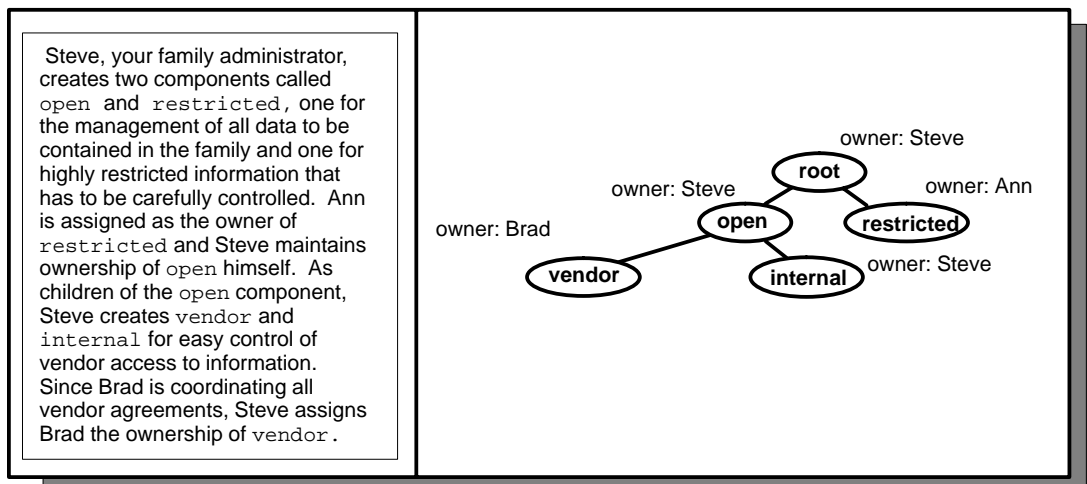 Steve, your family administrator,
creates two components called
open and restricted, one for
the management of all data to be
contained in the family and one for
highly restricted information that
has to be carefully controlled. Ann
is assigned as the owner of
restricted and Steve maintains
ownership of open himself. As
children of the open component,
Steve creates vendor and
internal for easy control of
vendor access to information.
Since Brad is coordinating all
vendor agreements, Steve assigns
Brad the ownership of vendor.
owner: Steve
root
owner: Steve
owner: Ann
open
restricted
owner: Brad
owner: Steve
vendor
internal